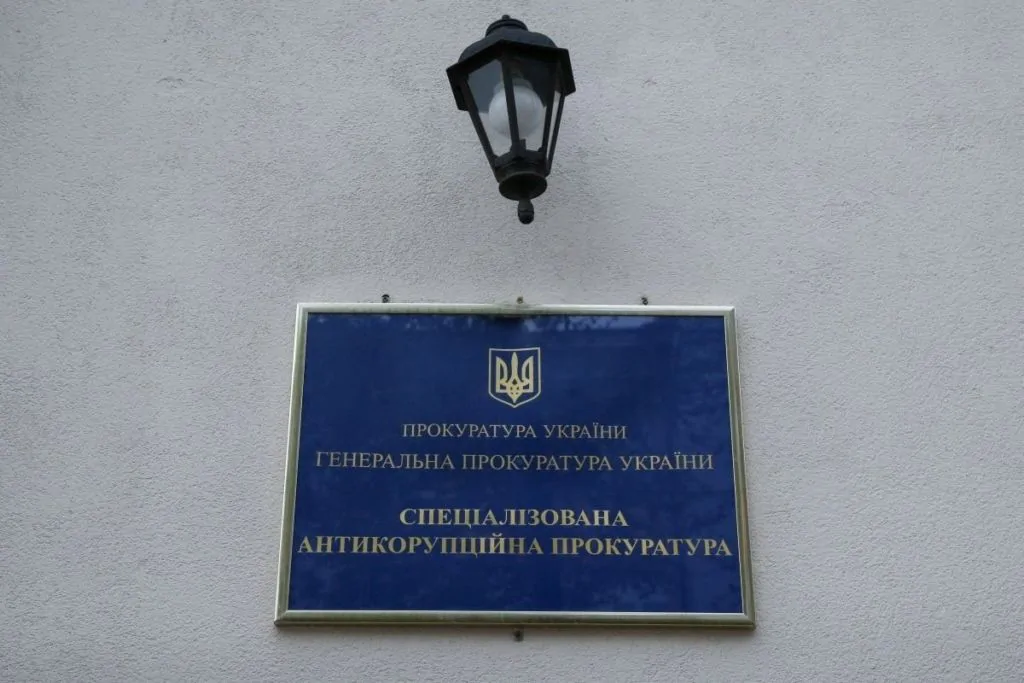 ПРОКУРАТУРА УКРАЇНИ
ГЕНЕРАЛЬНА ПРОКУРАТУРА УКРАЇНИ
СПЕЦІАЛІЗОВАНА
АНТИКОРУПЦІЙНА ПРОКУРАТУРА